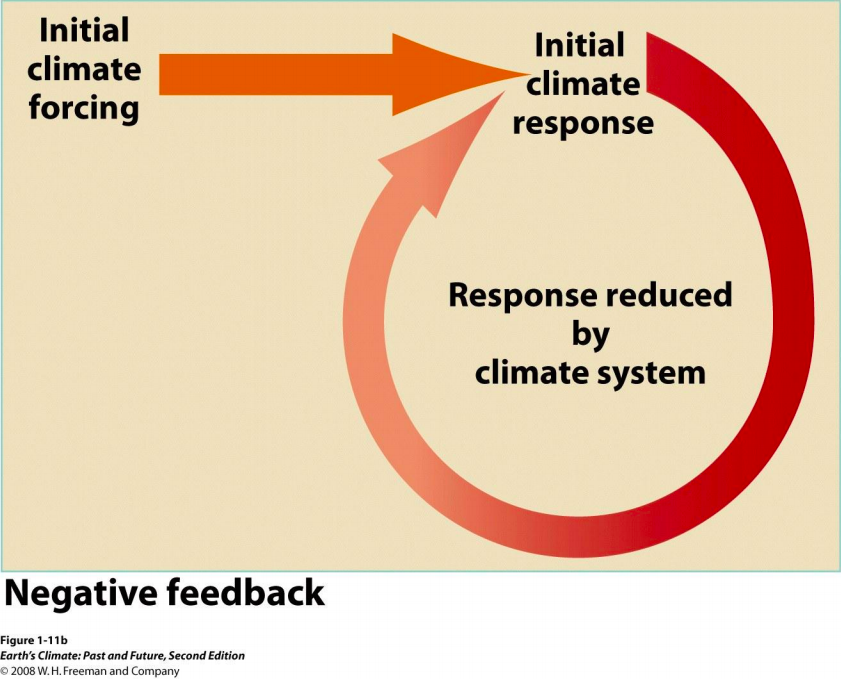 Initial
climate
forcing
Initial
climate
response
Response reduced
by
climate system
Negative feedback
Figure 1-11b
Earth's Climate: Past and Future, Second Edition
© 2008 W. H. Freeman and Company